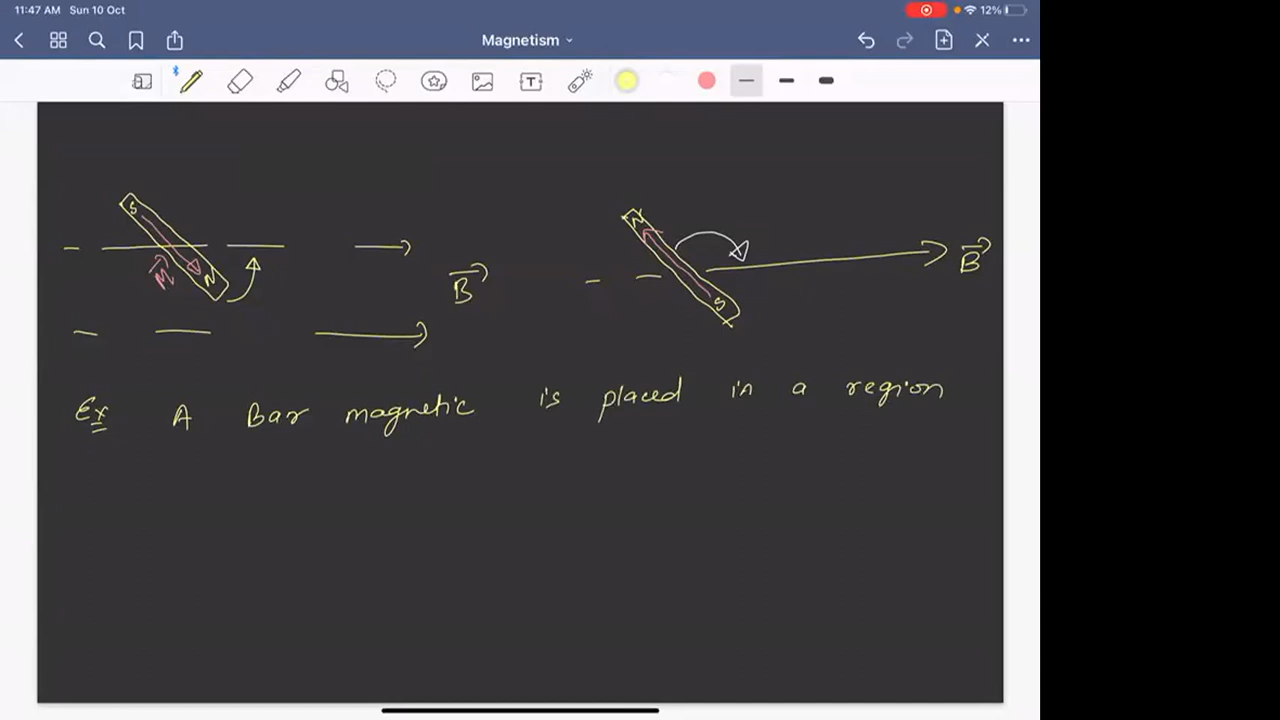 11:47 AM Sun 10 Oct
12%
Magnetism
S
N
M
B
N
S
B
Ex A Bar magnetic is placed in a region